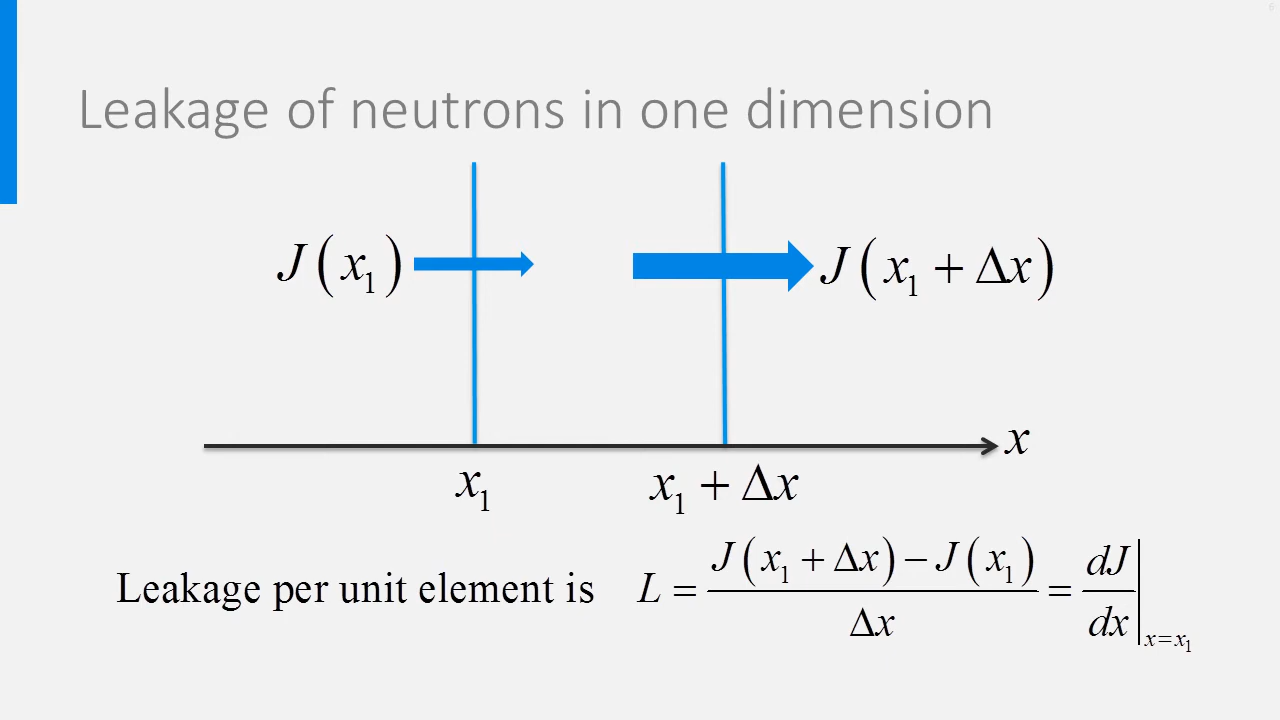 Leakage of neutrons in one dimension
J(x₁)
J(x₁ + Δx)
x
x₁
x₁ + Δx
Leakage per unit element is L = (J(x₁ + Δx) − J(x₁)) / Δx = dJ/dx |ₓ₌ₓ₁